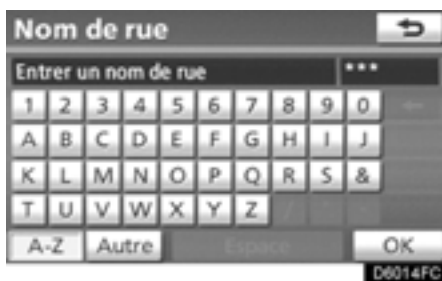 Nom de rue
Entrer un nom de rue ***
1 2 3 4 5 6 7 8 9 0 ←
A B C D E F G H I J
K L M N O P Q R S &
T U V W X Y Z /
A-Z Autre Espace OK
D6014FC